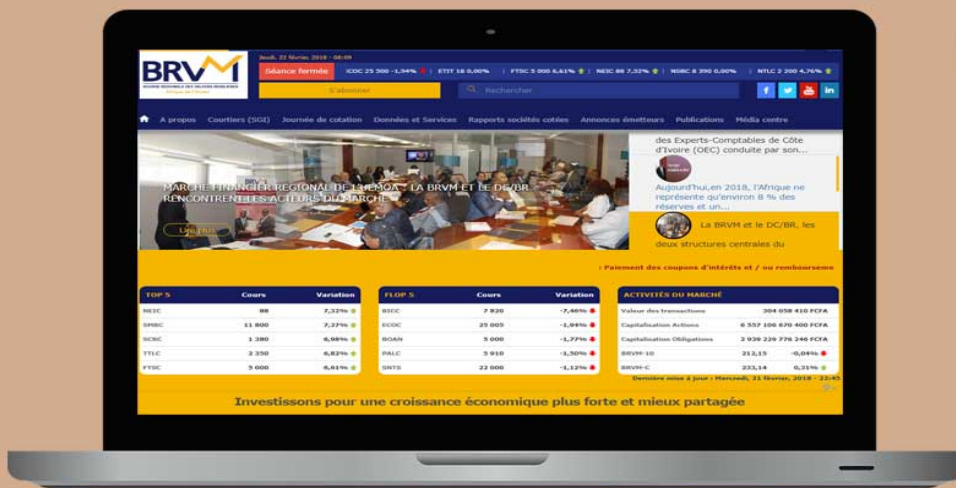 BRVM
BOURSE REGIONALE DES VALEURS MOBILIERES
Afrique de l'Ouest
Jeudi, 22 février, 2018 - 08:09
Séance fermée
25 500 -1,94% | ETIT 18 0,00% | FTSC 5 000 6,61% | NEIC 88 7,32% | 8 390 0,00% | NTLC 2 200 4,76%
S'abonner
Rechercher
A propos Courtiers (SGI) Journée de cotation Données et Services Rapports sociétés cotées Annonces émetteurs Publications Média centre
MARCHE FINANCIER REGIONAL DE L'UEMOA : LA BRVM ET LE DC/BR
RENCONTRENT LES ACTEURS DU MARCHE
Lire plus
des Experts-Comptables de Côte
d'Ivoire (OEC) conduite par son...
Aujourd'hui,en 2018, l'Afrique ne
représente qu'environ 8 % des
réserves et un...
La BRVM et le DC/BR, les
deux structures centrales du
: Paiement des coupons d'intérêts et / ou rembourseme
TOP 5 Cours Variation
NEIC 88 7,32%
SMBC 11 800 7,27%
SCRC 1 380 6,98%
TTLC 2 350 6,82%
FTSC 5 000 6,61%
FLOP 5 Cours Variation
BICC 7 820 -7,46%
ECOC 25 005 -1,94%
BOAN 5 000 -1,77%
PALC 5 910 -1,50%
SNTS 22 000 -1,12%
ACTIVITÉS DU MARCHÉ
Valeur des transactions 304 058 410 FCFA
Capitalisation Actions 6 557 106 670 400 FCFA
Capitalisation Obligations 2 939 229 776 246 FCFA
BRVM-10 212,15 -0,04%
BRVM-C 233,14 0,31%
Dernière mise à jour : Mercredi, 21 février, 2018 - 22:45
Investissons pour une croissance économique plus forte et mieux partagée